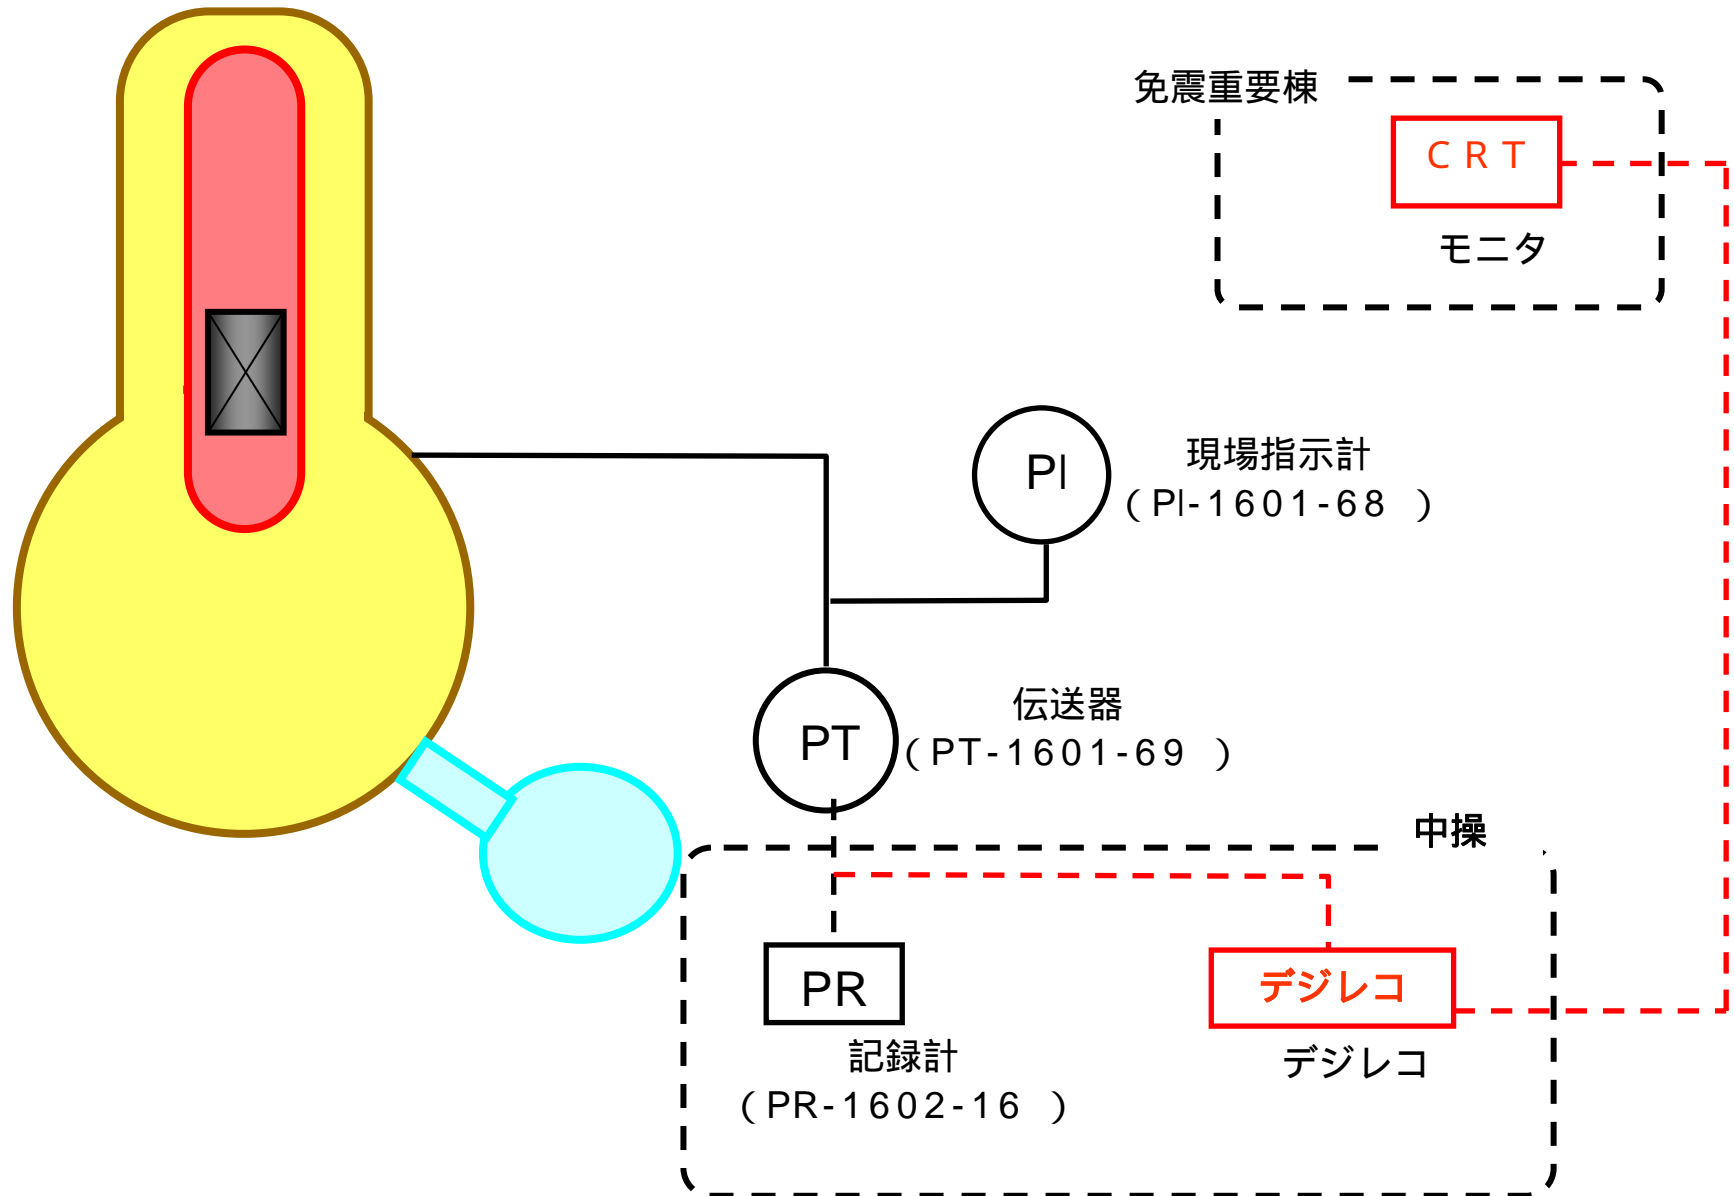 免震重要棟
ＣＲＴ
モニタ
PI
現場指示計
（PI-1601-68 ）
PT
伝送器
（PT-1601-69 ）
中操
PR
記録計
（PR-1602-16 ）
デジレコ
デジレコ